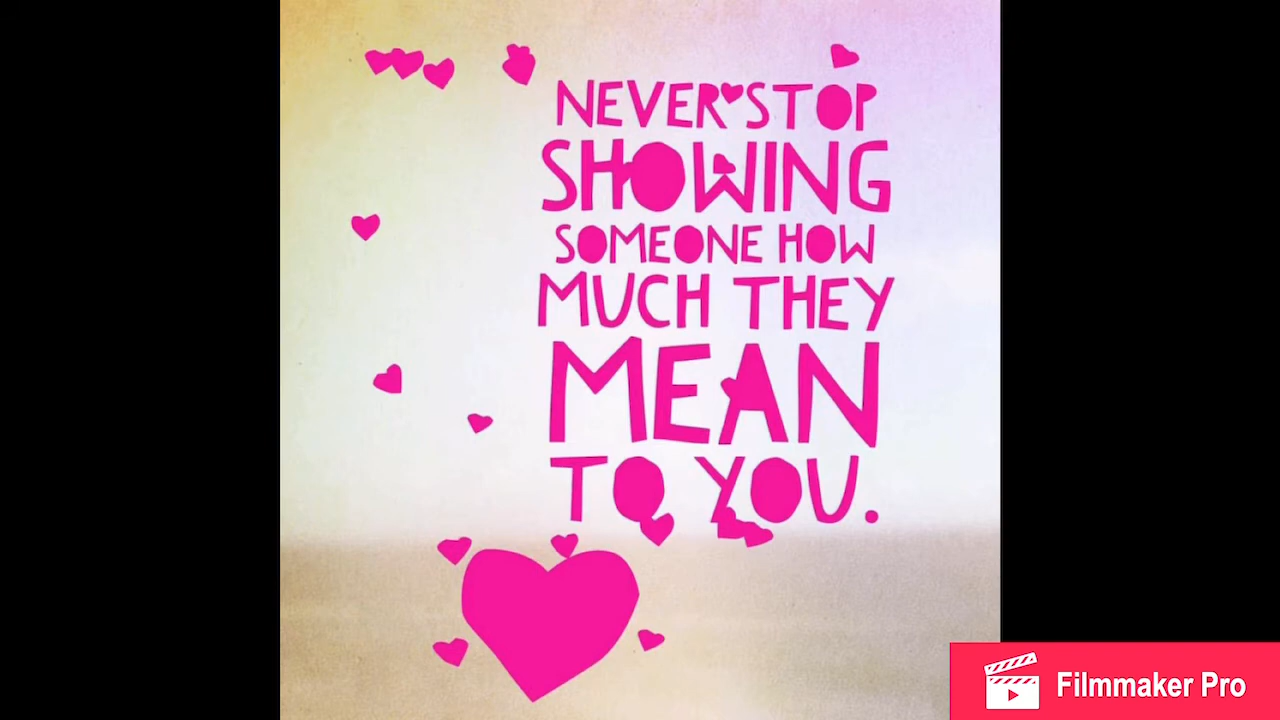 NEVER STOP
SHOWING
SOMEONE HOW
MUCH THEY
MEAN
TO YOU.
Filmmaker Pro